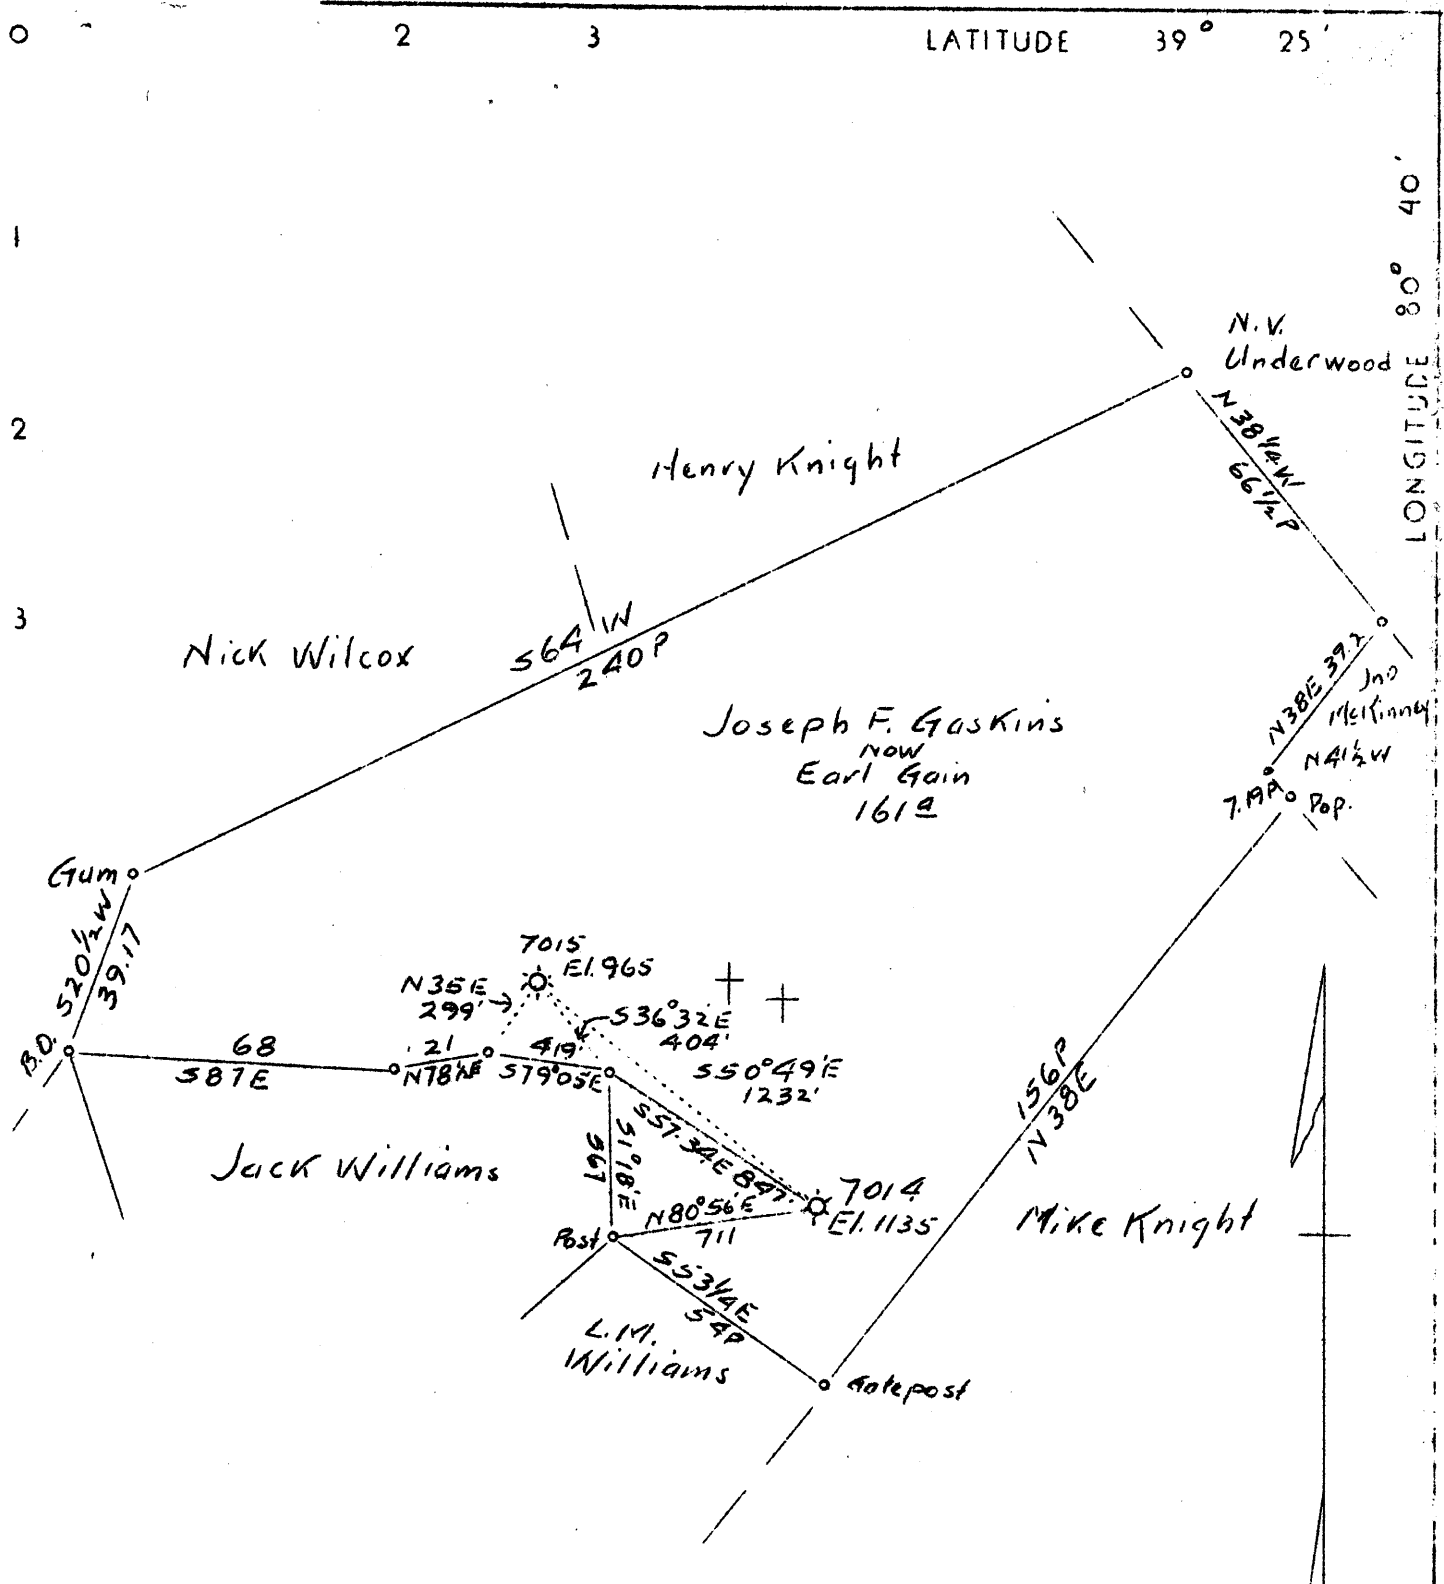 0 2 3 LATITUDE 39° 25'
1
2
3
LONGITUDE 80° 40'
N.V.
Underwood
N38¼W
66½P
Henry Knight
Nick Wilcox
S64W
240P
N38E 39.2
Jno
McKinney
N41½W
7.19P
Pop.
Joseph F. Gaskins
NOW
Earl Gain
161a
Gum
S20½W
39.17
7015
El. 965
N35E
299'
S36°32'E
404'
S50°49'E
1232'
B.O.
68
S87E
21
N78½E
419'
S79°05'E
S57-34E 847'
S1°18'E
567
156P
N38E
Jack Williams
7014
El. 1135
N80°56'E
711
Mike Knight
Post
S53¼E
54P
L.M.
Williams
Gatepost